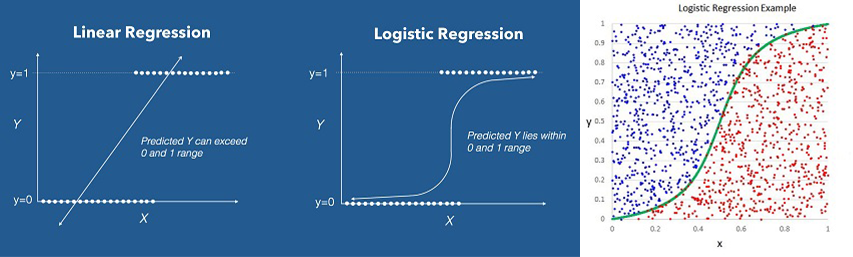 Linear Regression
y=1
Y
Predicted Y can exceed
0 and 1 range
y=0
X
Logistic Regression
y=1
Y
Predicted Y lies within
0 and 1 range
y=0
X
Logistic Regression Example
1
0.9
0.8
0.7
0.6
y
0.5
0.4
0.3
0.2
0.1
0
0 0.2 0.4 0.6 0.8 1
x